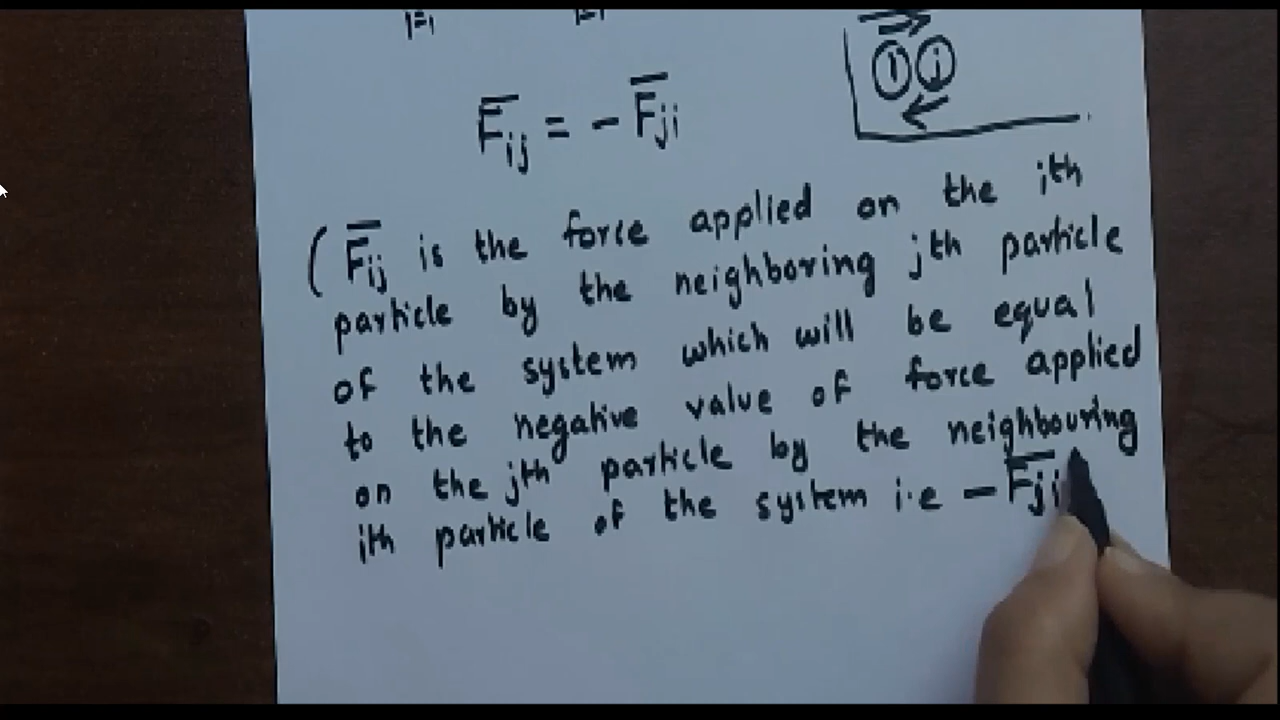 F̅ij = - F̅ji
i j
( F̅ij is the force applied on the ith
particle by the neighboring jth particle
of the system which will be equal
to the negative value of force applied
on the jth particle by the neighbouring
ith particle of the system i.e - F̅ji